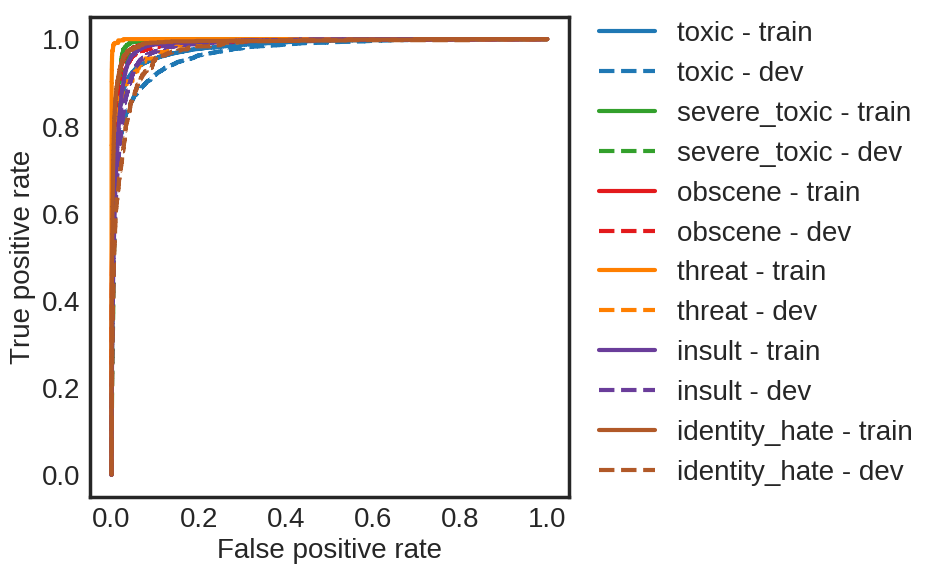 True positive rate
1.0
0.8
0.6
0.4
0.2
0.0
0.0 0.2 0.4 0.6 0.8 1.0
False positive rate
toxic - train
toxic - dev
severe_toxic - train
severe_toxic - dev
obscene - train
obscene - dev
threat - train
threat - dev
insult - train
insult - dev
identity_hate - train
identity_hate - dev